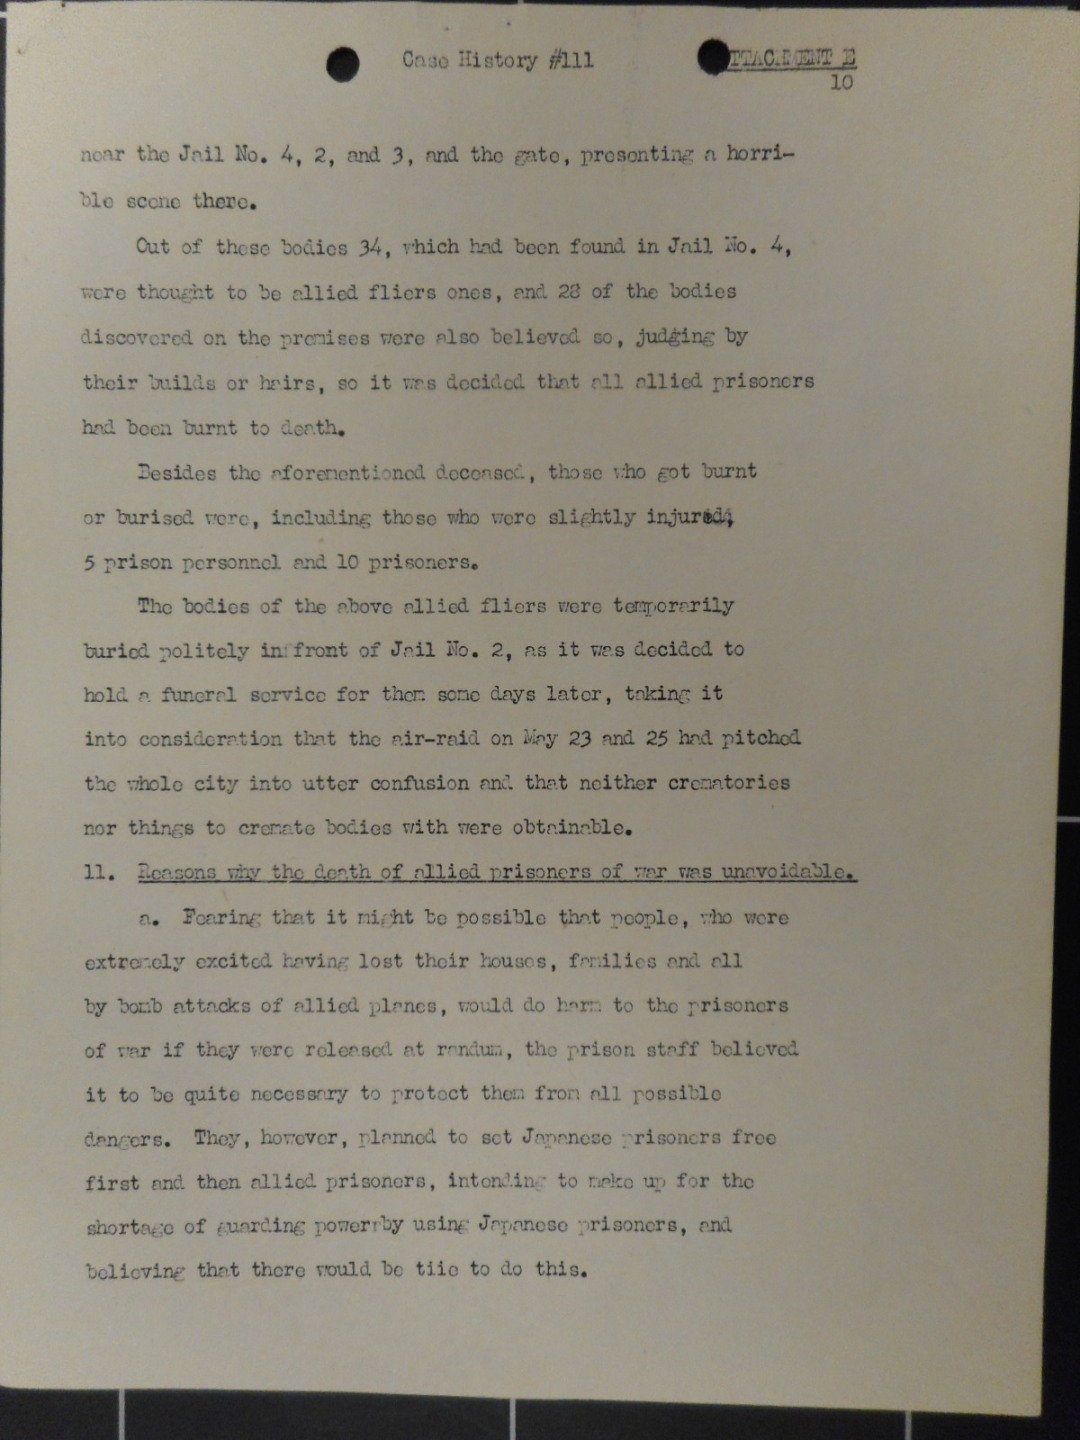 Case History #111
ATTACHMENT E
10
near the Jail No. 4, 2, and 3, and the gate, presenting a horri-
ble scene there.
Out of these bodies 34, which had been found in Jail No. 4,
were thought to be allied fliers ones, and 28 of the bodies
discovered on the premises were also believed so, judging by
their builds or hairs, so it was decided that all allied prisoners
had been burnt to death.
Besides the aforementioned deceased, those who got burnt
or burised were, including those who were slightly injured,
5 prison personnel and 10 prisoners.
The bodies of the above allied fliers were temporarily
buried politely in front of Jail No. 2, as it was decided to
hold a funeral service for them some days later, taking it
into consideration that the air-raid on May 23 and 25 had pitched
the whole city into utter confusion and that neither crematories
nor things to cremate bodies with were obtainable.
11. Reasons why the death of allied prisoners of war was unavoidable.
a. Fearing that it might be possible that people, who were
extremely excited having lost their houses, families and all
by bomb attacks of allied planes, would do harm to the prisoners
of war if they were released at randum, the prison staff believed
it to be quite necessary to protect them from all possible
dangers. They, however, planned to set Japanese prisoners free
first and then allied prisoners, intending to make up for the
shortage of guarding powerrby using Japanese prisoners, and
believing that there would be tiie to do this.